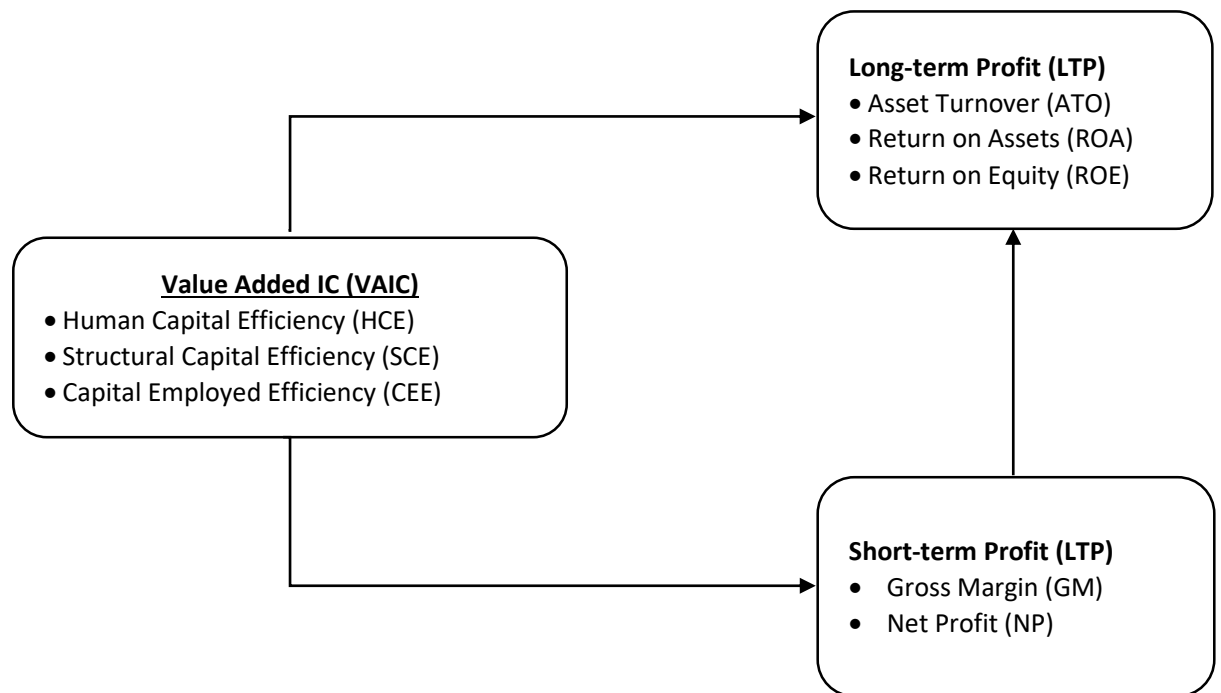 Long-term Profit (LTP)
• Asset Turnover (ATO)
• Return on Assets (ROA)
• Return on Equity (ROE)
Value Added IC (VAIC)
• Human Capital Efficiency (HCE)
• Structural Capital Efficiency (SCE)
• Capital Employed Efficiency (CEE)
Short-term Profit (LTP)
• Gross Margin (GM)
• Net Profit (NP)